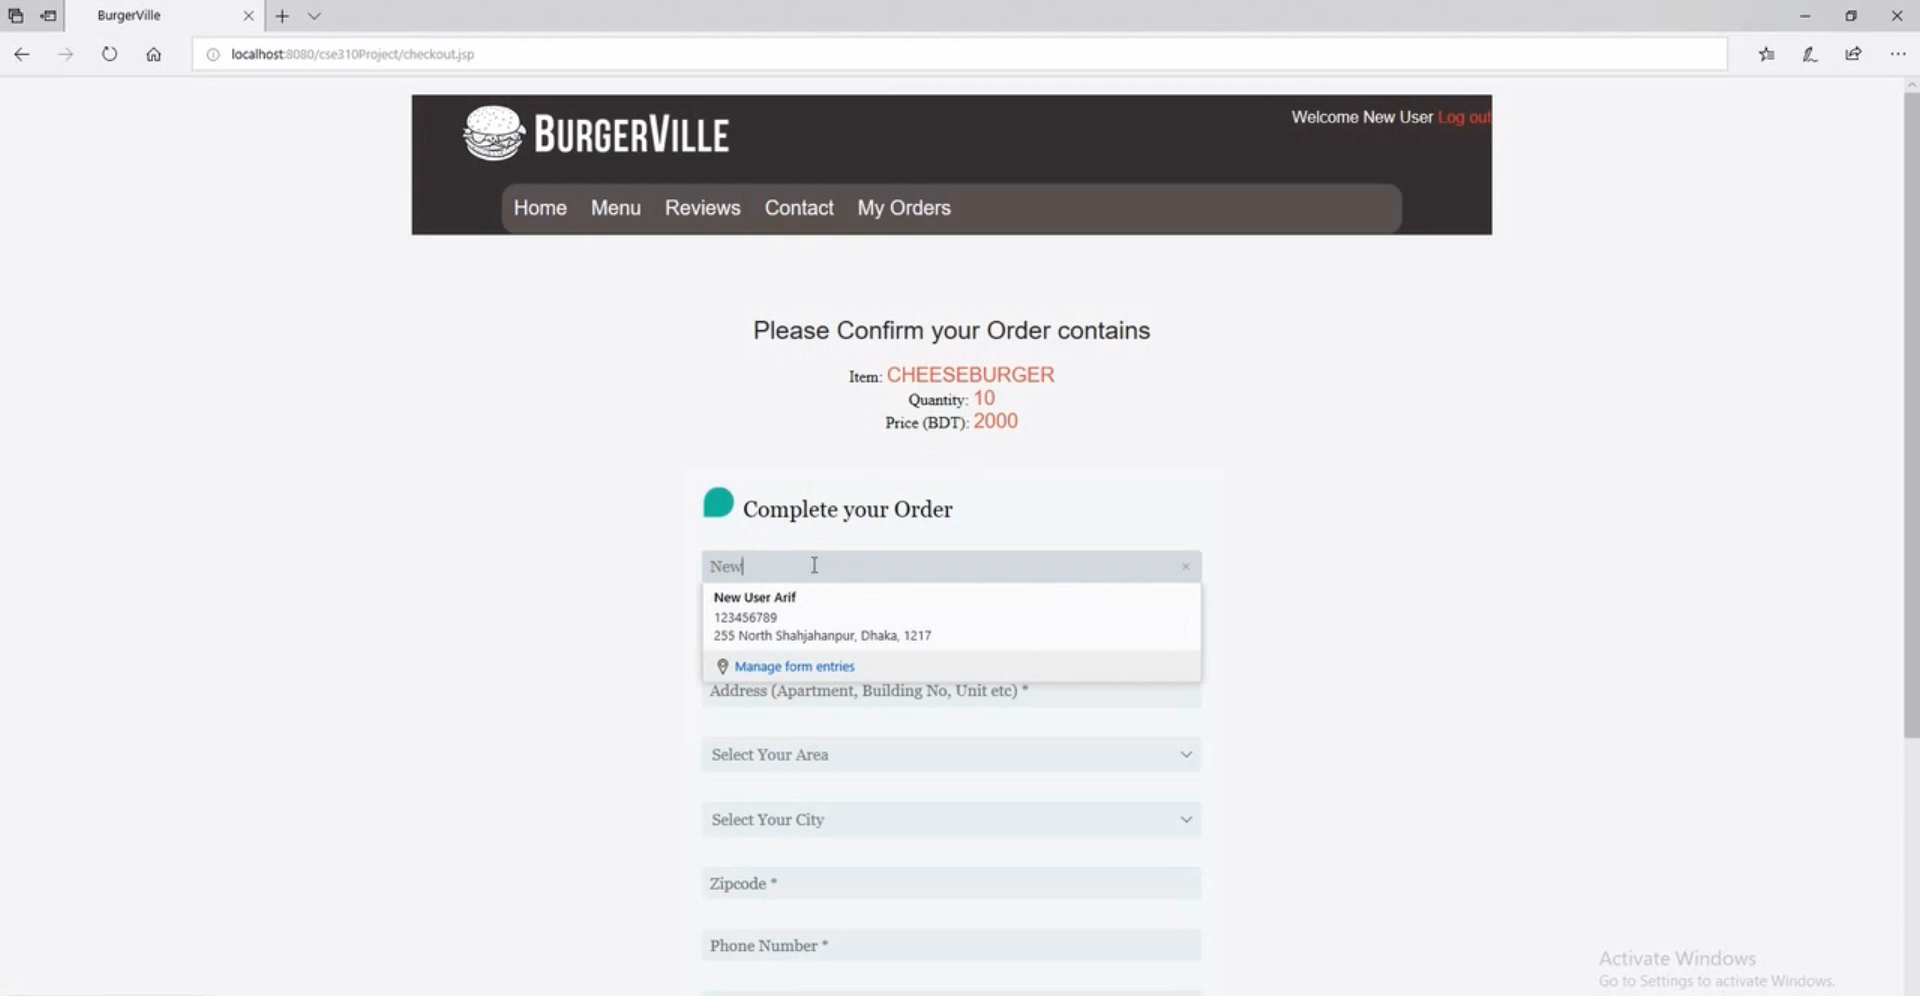 BurgerVille
localhost:8080/cse310Project/checkout.jsp
BURGERVILLE
Welcome New User Log out
Home Menu Reviews Contact My Orders
Please Confirm your Order contains
Item: CHEESEBURGER
Quantity: 10
Price (BDT): 2000
Complete your Order
New
New User Arif
123456789
255 North Shahjahanpur, Dhaka, 1217
Manage form entries
Address (Apartment, Building No, Unit etc) *
Select Your Area
Select Your City
Zipcode *
Phone Number *
Activate Windows
Go to Settings to activate Windows.